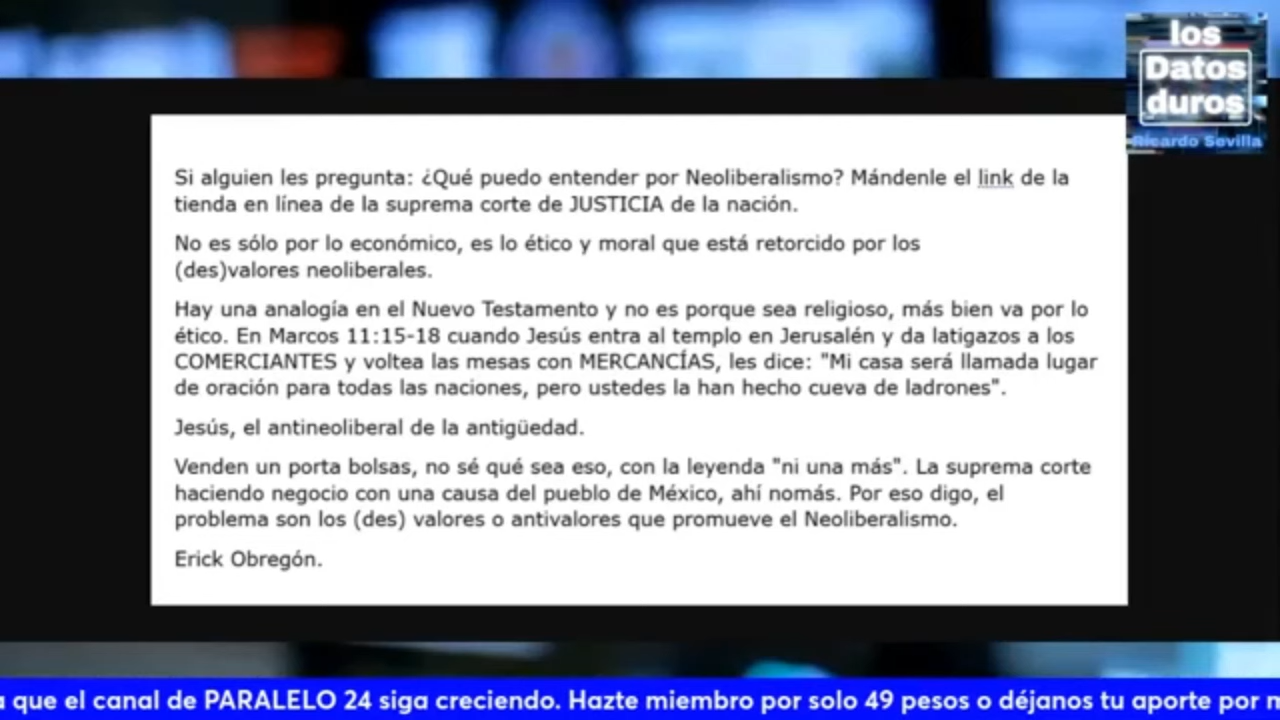 los
Datos
duros
Ricardo Sevilla
Si alguien les pregunta: ¿Qué puedo entender por Neoliberalismo? Mándenle el link de la
tienda en línea de la suprema corte de JUSTICIA de la nación.
No es sólo por lo económico, es lo ético y moral que está retorcido por los
(des)valores neoliberales.
Hay una analogía en el Nuevo Testamento y no es porque sea religioso, más bien va por lo
ético. En Marcos 11:15-18 cuando Jesús entra al templo en Jerusalén y da latigazos a los
COMERCIANTES y voltea las mesas con MERCANCÍAS, les dice: "Mi casa será llamada lugar
de oración para todas las naciones, pero ustedes la han hecho cueva de ladrones".
Jesús, el antineoliberal de la antigüedad.
Venden un porta bolsas, no sé qué sea eso, con la leyenda "ni una más". La suprema corte
haciendo negocio con una causa del pueblo de México, ahí nomás. Por eso digo, el
problema son los (des) valores o antivalores que promueve el Neoliberalismo.
Erick Obregón.
a que el canal de PARALELO 24 siga creciendo. Hazte miembro por solo 49 pesos o déjanos tu aporte por